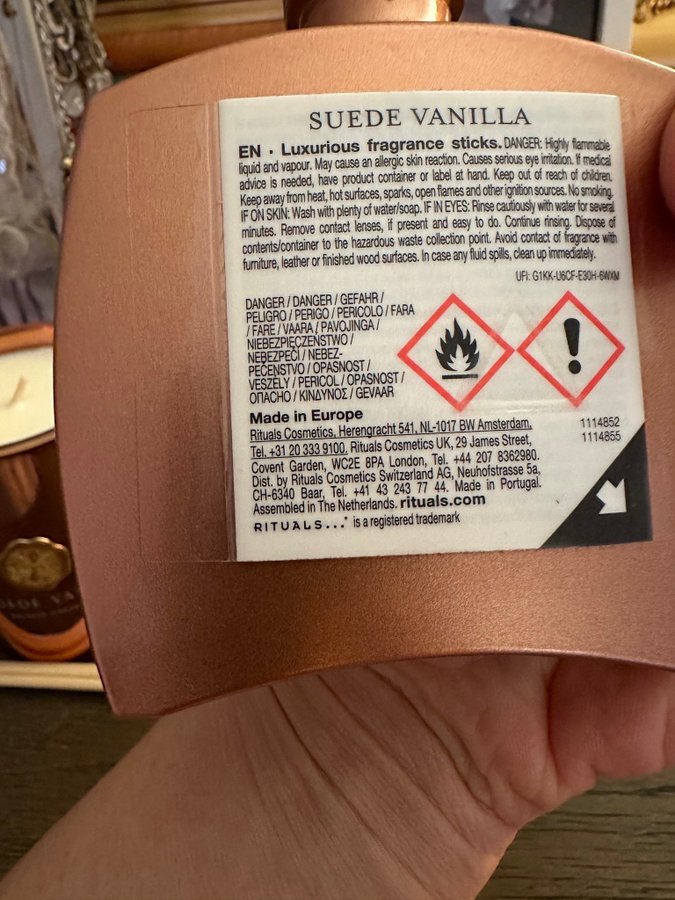 SUEDE VANILLA
EN · Luxurious fragrance sticks. DANGER: Highly flammable
liquid and vapour. May cause an allergic skin reaction. Causes serious eye irritation. If medical
advice is needed, have product container or label at hand. Keep out of reach of children.
Keep away from heat, hot surfaces, sparks, open flames and other ignition sources. No smoking.
IF ON SKIN: Wash with plenty of water/soap. IF IN EYES: Rinse cautiously with water for several
minutes. Remove contact lenses, if present and easy to do. Continue rinsing. Dispose of
contents/container to the hazardous waste collection point. Avoid contact of fragrance with
furniture, leather or finished wood surfaces. In case any fluid spills, clean up immediately.
UFI: G1KK-U6CF-E30H-6WXM
DANGER / DANGER / GEFAHR /
PELIGRO / PERIGO / PERICOLO / FARA
/ FARE / VAARA / PAVOJINGA /
NIEBEZPIECZEŃSTWO /
NEBEZPEČÍ / NEBEZ-
PEČENSTVO / OPASNOST /
VESZÉLY / PERICOL / OPASNOST /
ОПАСНО / ΚΙΝΔΥΝΟΣ / GEVAAR
Made in Europe
Rituals Cosmetics, Herengracht 541, NL-1017 BW Amsterdam,
Tel. +31 20 333 9100. Rituals Cosmetics UK, 29 James Street,
Covent Garden, WC2E 8PA London, Tel. +44 207 8362980.
Dist. by Rituals Cosmetics Switzerland AG, Neuhofstrasse 5a,
CH-6340 Baar, Tel. +41 43 243 77 44. Made in Portugal.
Assembled in The Netherlands. rituals.com
RITUALS...® is a registered trademark
1114852
1114855